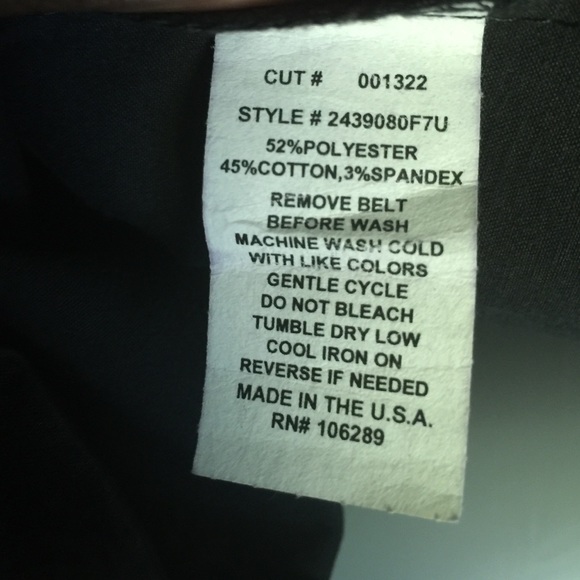 CUT # 001322
STYLE # 2439080F7U
52%POLYESTER
45%COTTON,3%SPANDEX
REMOVE BELT
BEFORE WASH
MACHINE WASH COLD
WITH LIKE COLORS
GENTLE CYCLE
DO NOT BLEACH
TUMBLE DRY LOW
COOL IRON ON
REVERSE IF NEEDED
MADE IN THE U.S.A.
RN# 106289